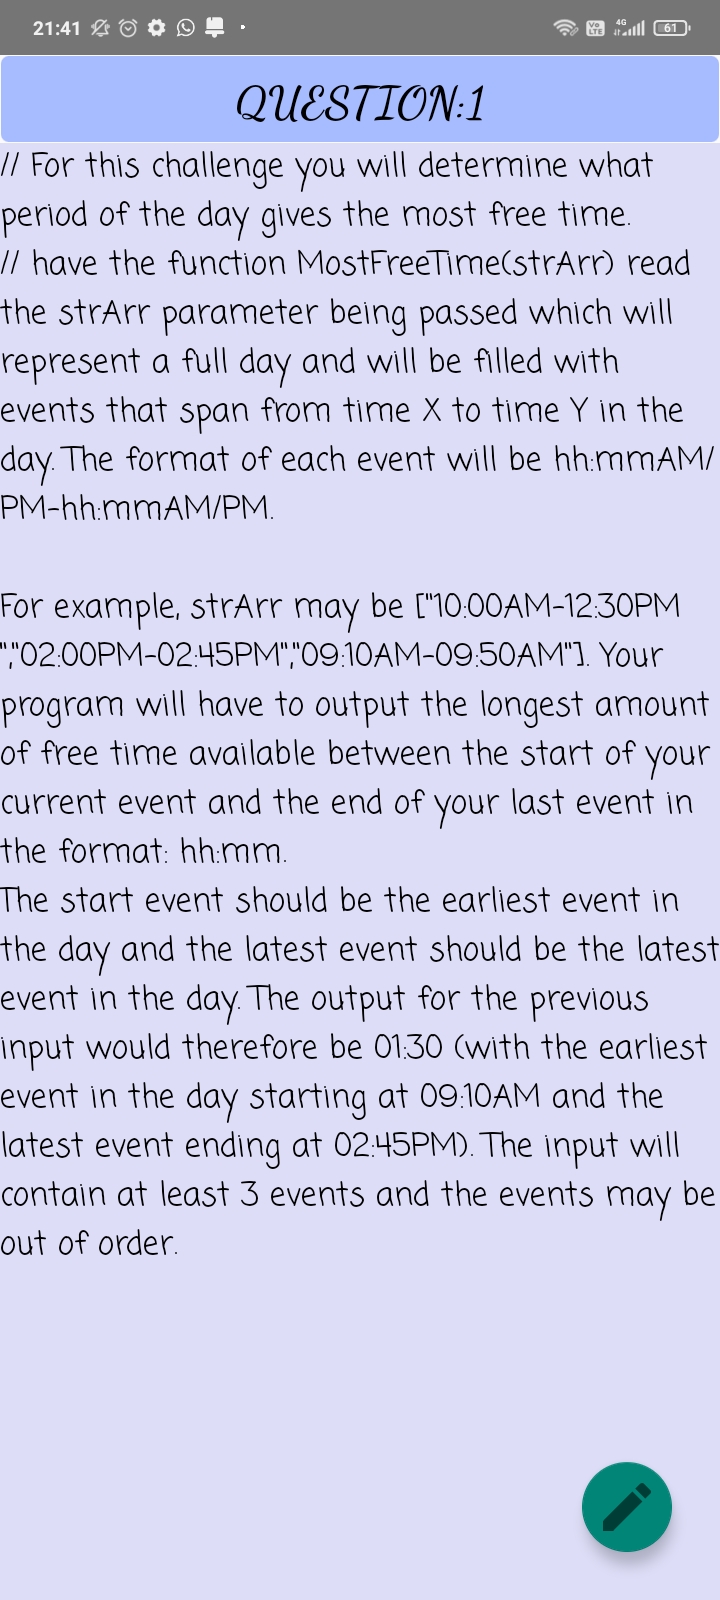 21:41
4G
Vo
LTE
61
QUESTION:1
// For this challenge you will determine what
period of the day gives the most free time.
// have the function MostFreeTime(strArr) read
the strArr parameter being passed which will
represent a full day and will be filled with
events that span from time X to time Y in the
day. The format of each event will be hh:mmAM/
PM-hh:mmAM/PM.
For example, strArr may be ["10:00AM-12:30PM
","02:00PM-02:45PM","09:10AM-09:50AM"]. Your
program will have to output the longest amount
of free time available between the start of your
current event and the end of your last event in
the format: hh:mm.
The start event should be the earliest event in
the day and the latest event should be the latest
event in the day. The output for the previous
input would therefore be 01:30 (with the earliest
event in the day starting at 09:10AM and the
latest event ending at 02:45PM). The input will
contain at least 3 events and the events may be
out of order.